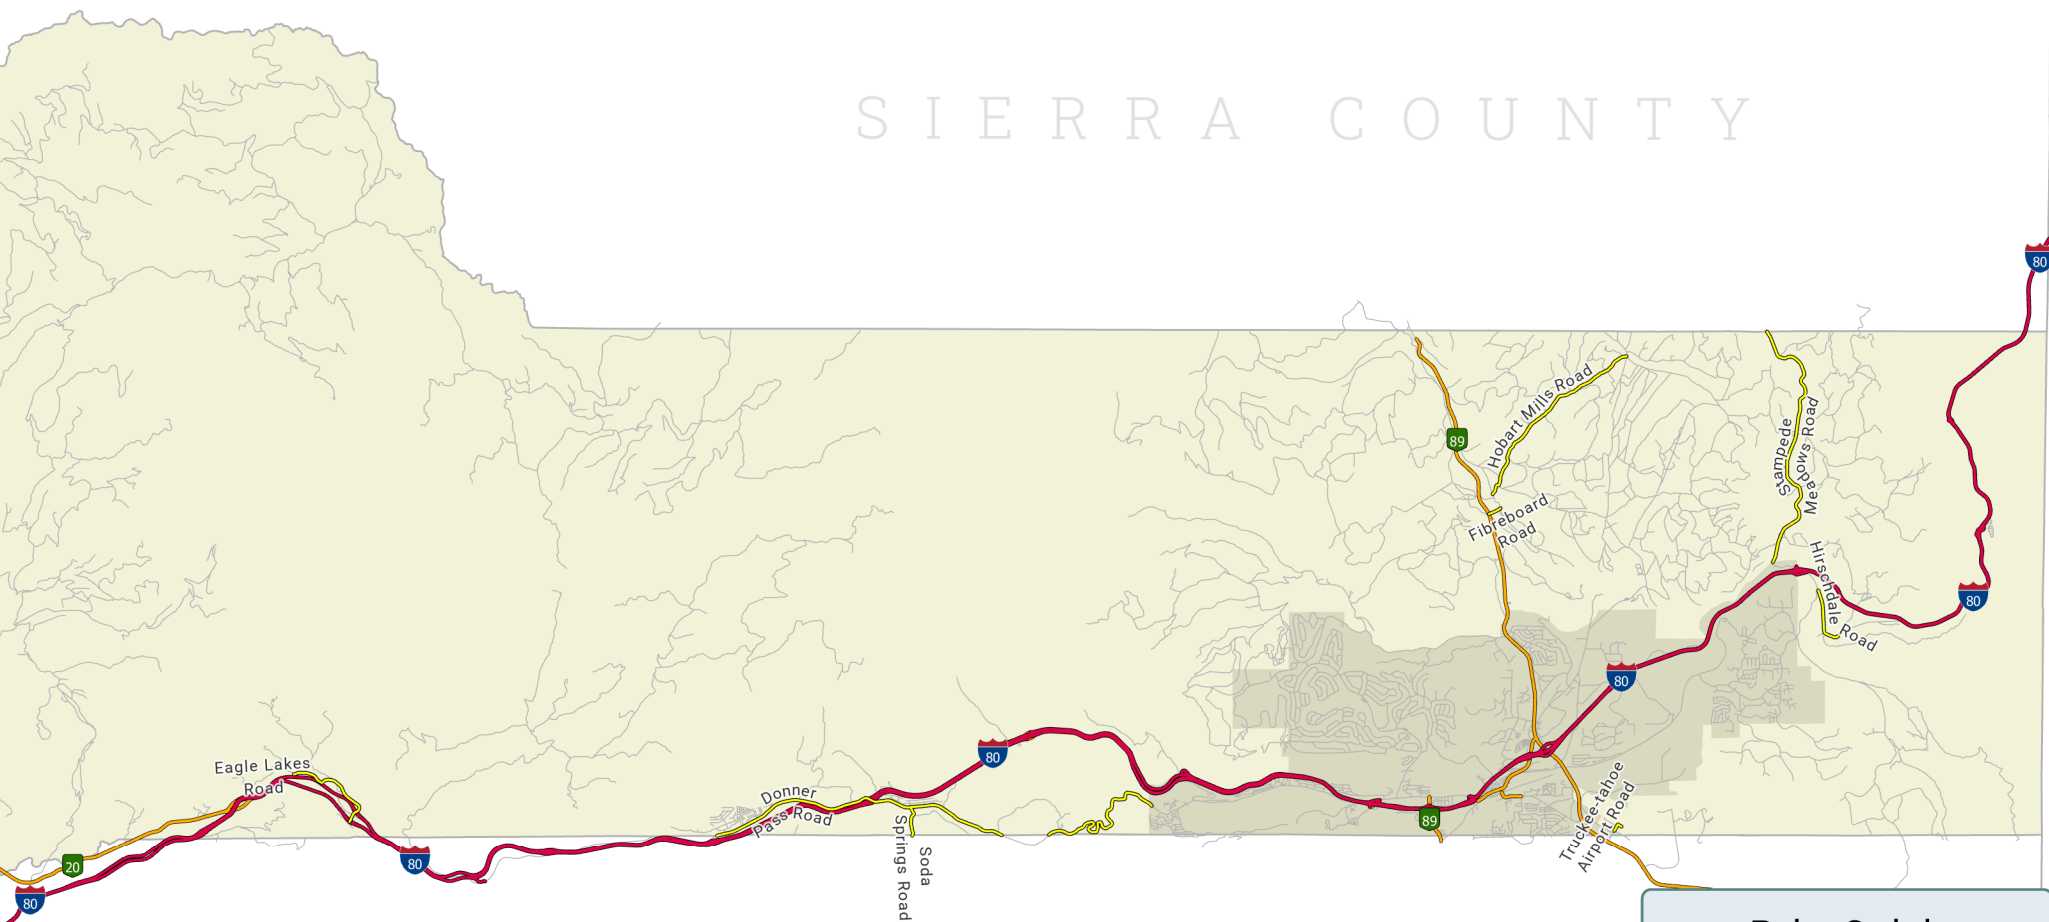 SIERRA COUNTY
80
89
Hobart Mills Road
Stampede
Meadows Road
Fibreboard
Road
Hirschdale Road
80
80
80
Eagle Lakes
Road
Donner
Pass Road
Springs Road
Soda
89
Truckee-tahoe
Airport Road
20
80
80